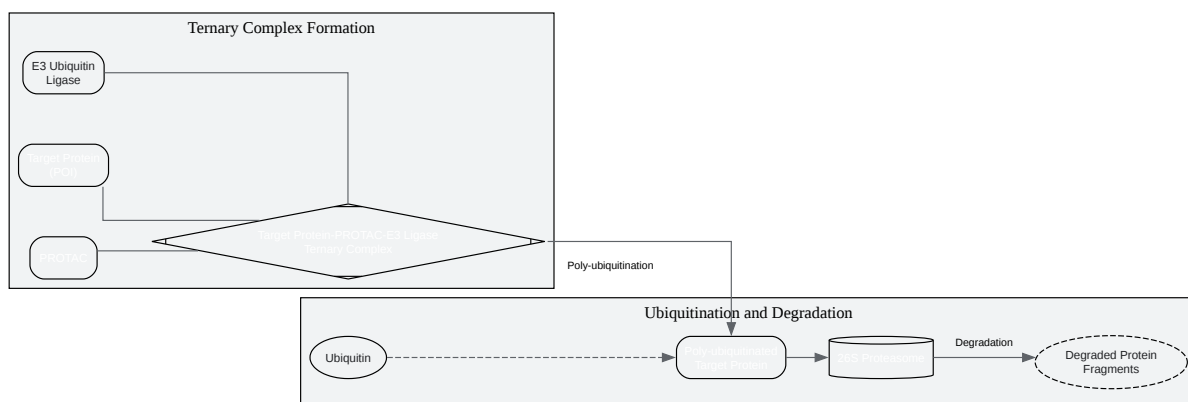 Ternary Complex Formation
E3 Ubiquitin
Ligase
Target Protein
(POI)
PROTAC
Target Protein-PROTAC-E3 Ligase
Ternary Complex
Poly-ubiquitination
Ubiquitination and Degradation
Ubiquitin
Poly-ubiquitinated
Target Protein
26S Proteasome
Degradation
Degraded Protein
Fragments